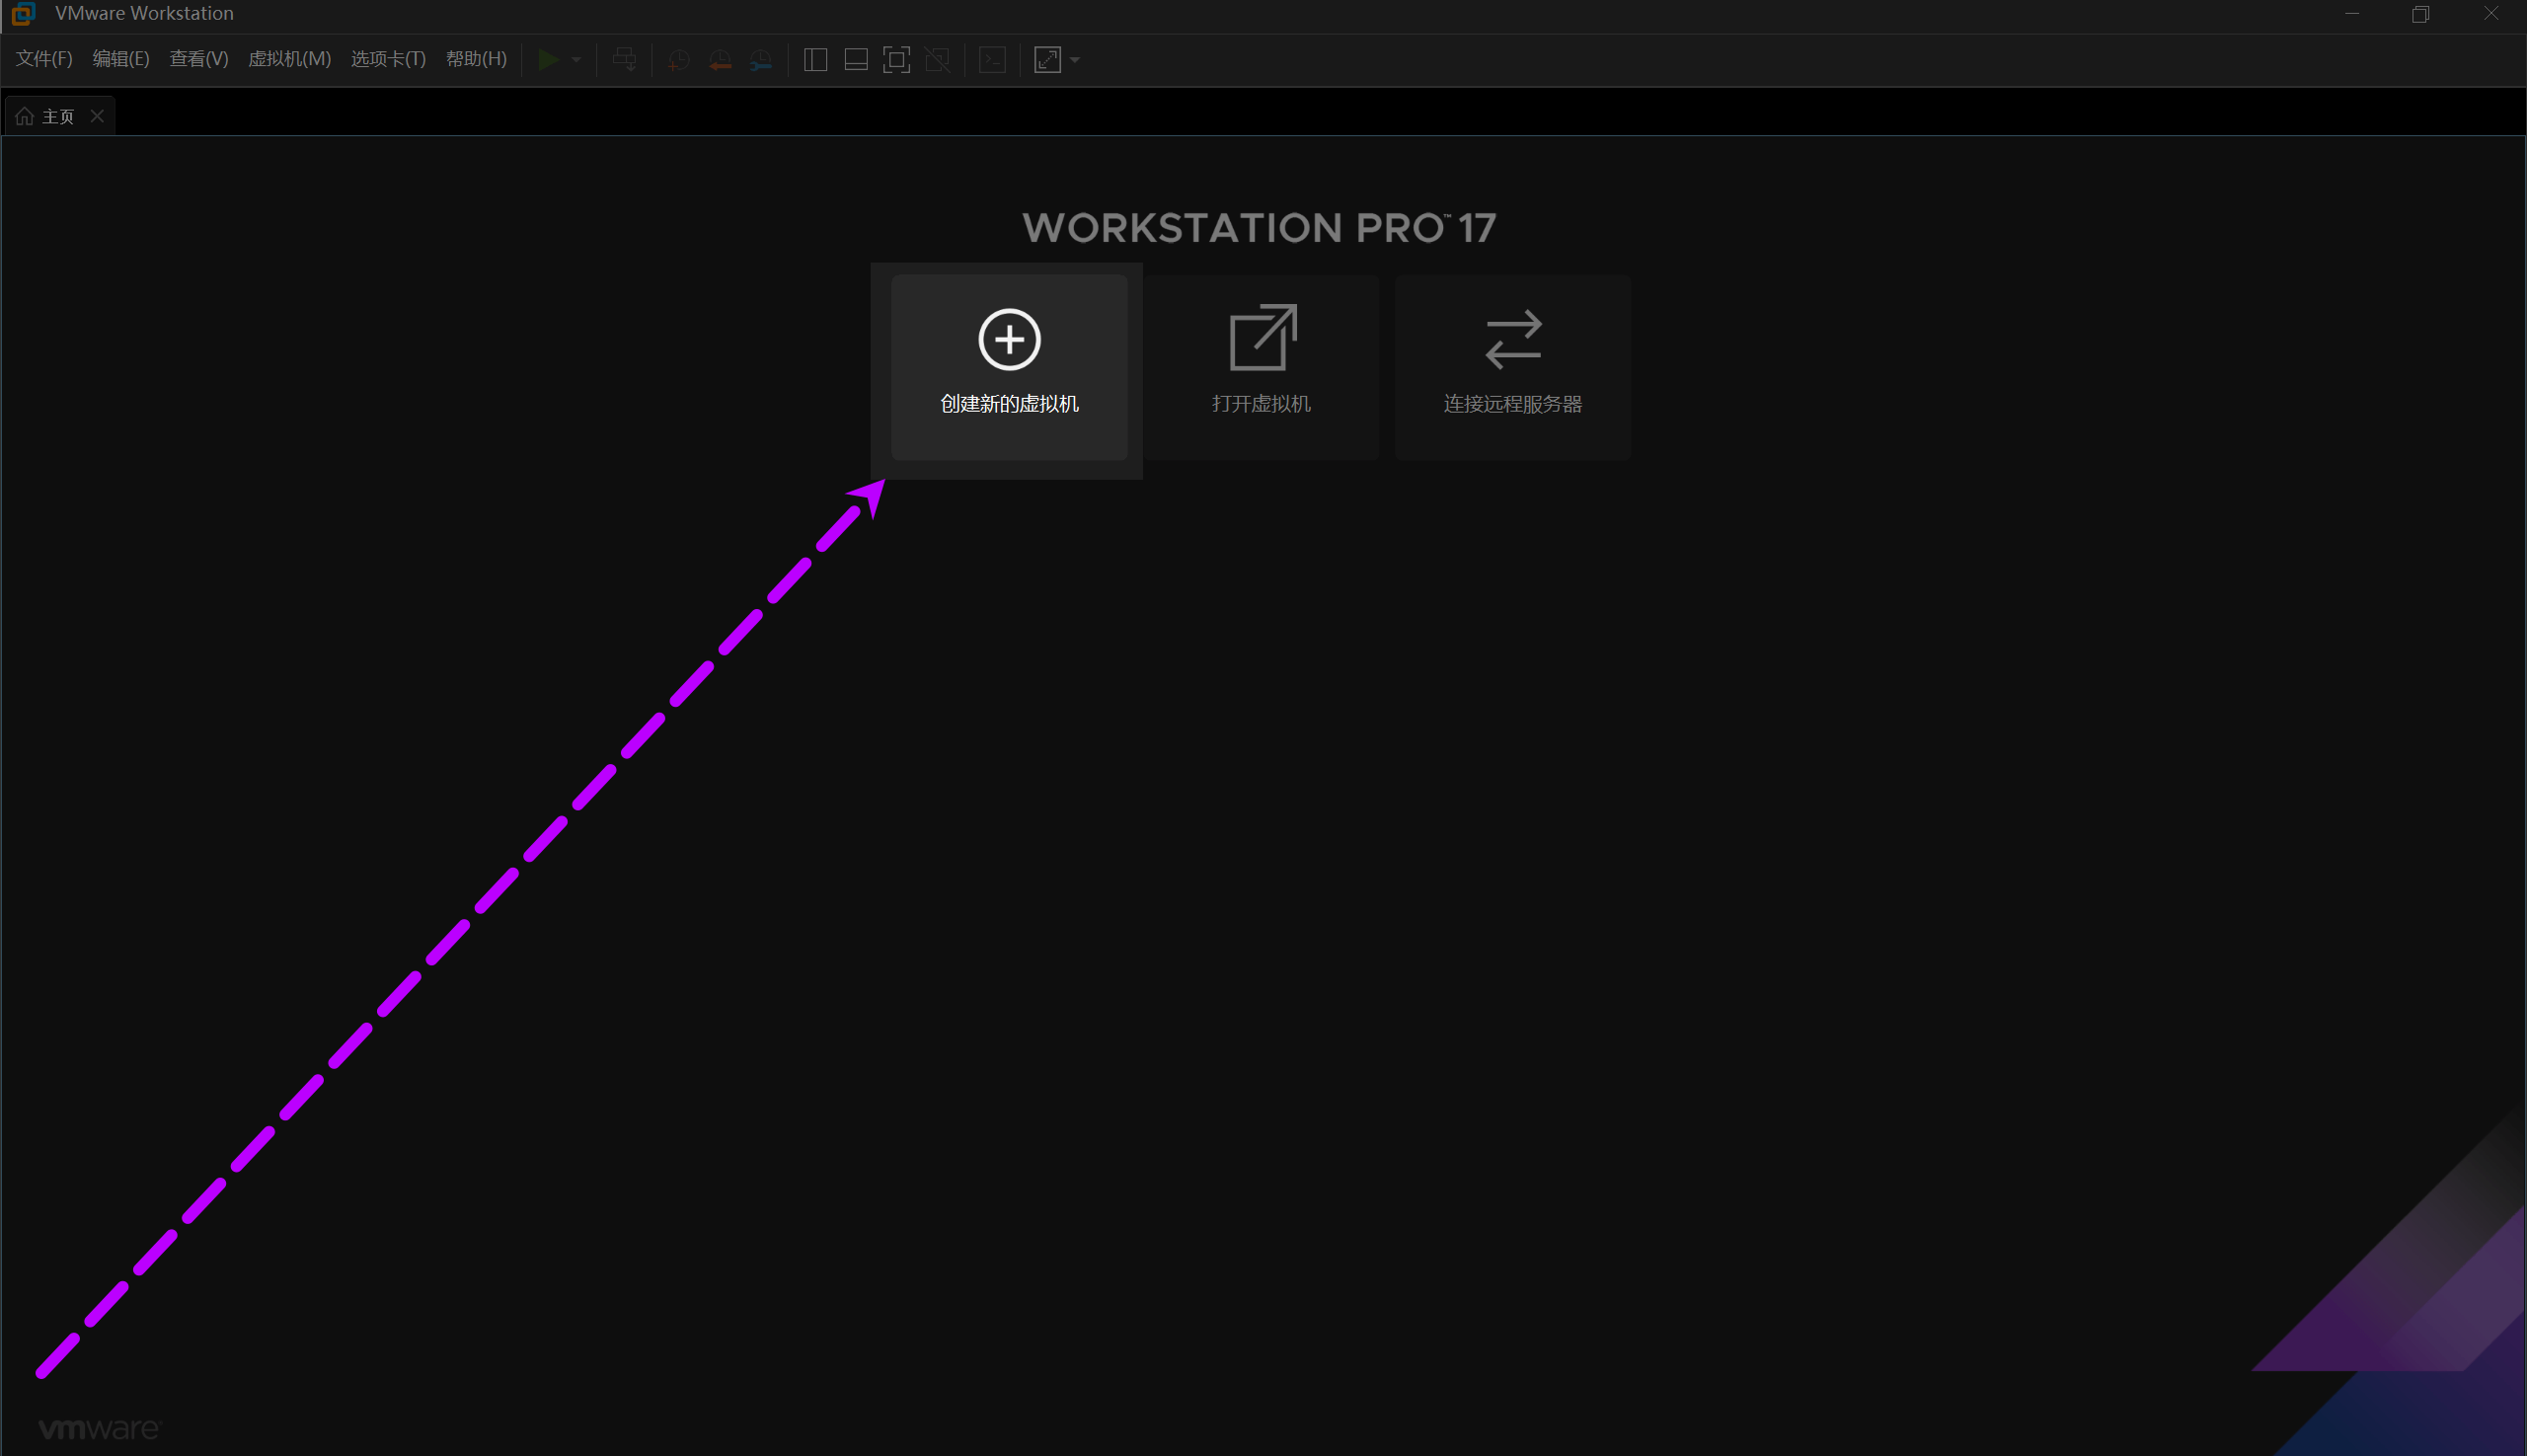 VMware Workstation
文件(F) 编辑(E) 查看(V) 虚拟机(M) 选项卡(T) 帮助(H)
主页
WORKSTATION PRO™ 17
创建新的虚拟机 打开虚拟机 连接远程服务器
vmware